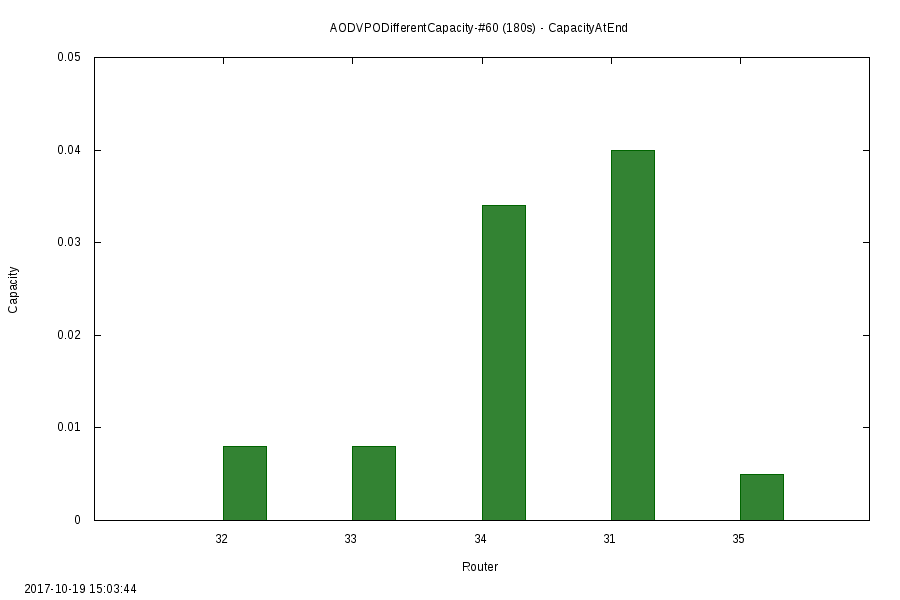 AODVPODifferentCapacity-#60 (180s) - CapacityAtEnd
0.05
0.04
0.03
0.02
0.01
0
Capacity
32 33 34 31 35
Router
2017-10-19 15:03:44